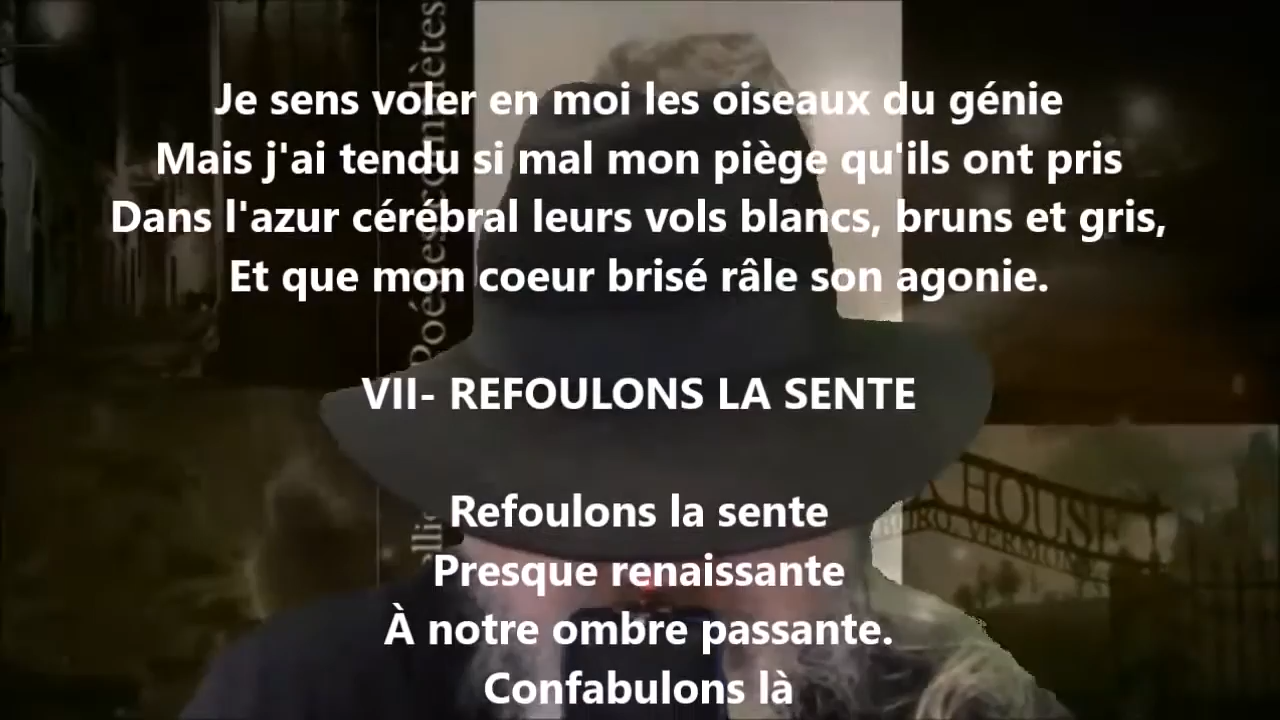 Je sens voler en moi les oiseaux du génie
Mais j'ai tendu si mal mon piège qu'ils ont pris
Dans l'azur cérébral leurs vols blancs, bruns et gris,
Et que mon coeur brisé râle son agonie.
VII- REFOULONS LA SENTE
Refoulons la sente
Presque renaissante
À notre ombre passante.
Confabulons là
HOUSE